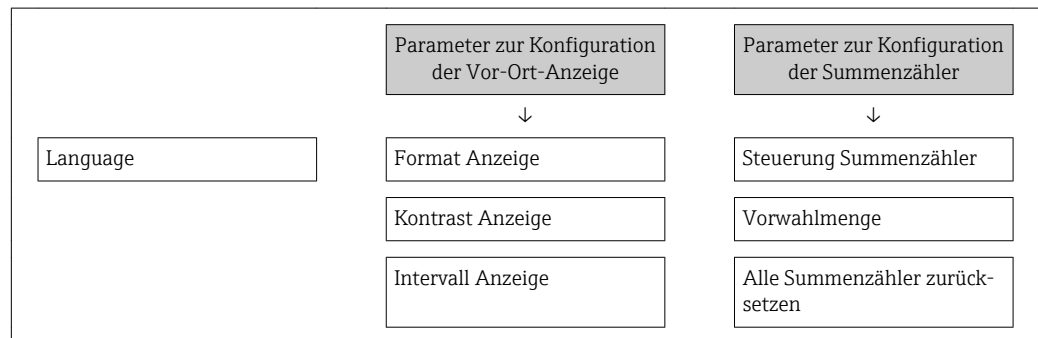 Parameter zur Konfiguration
der Vor-Ort-Anzeige
Parameter zur Konfiguration
der Summenzähler
↓
↓
Language
Format Anzeige
Steuerung Summenzähler
Kontrast Anzeige
Vorwahlmenge
Intervall Anzeige
Alle Summenzähler zurück-
setzen